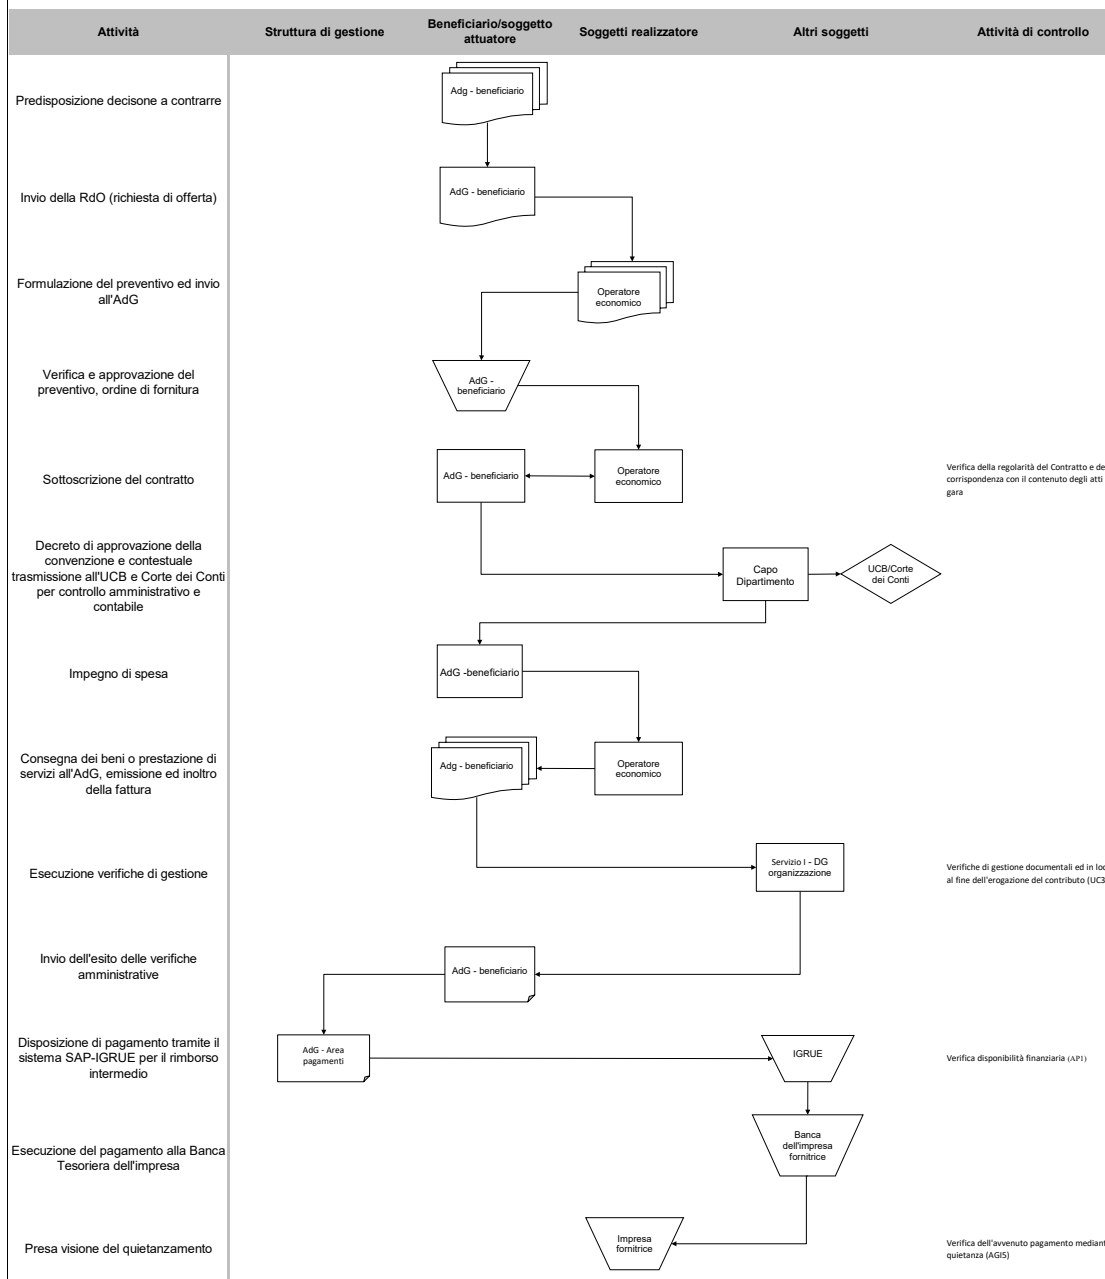 Attività
Struttura di gestione
Beneficiario/soggetto
attuatore
Soggetti realizzatore
Altri soggetti
Attività di controllo
Predisposizione decisone a contrarre
Adg - beneficiario
Invio della RdO (richiesta di offerta)
AdG - beneficiario
Formulazione del preventivo ed invio
all'AdG
Operatore
economico
Verifica e approvazione del
preventivo, ordine di fornitura
AdG -
beneficiario
Sottoscrizione del contratto
AdG - beneficiario
Operatore
economico
Verifica della regolarità del Contratto e de
corrispondenza con il contenuto degli atti
gara
Decreto di approvazione della
convenzione e contestuale
trasmissione all'UCB e Corte dei Conti
per controllo amministrativo e
contabile
Capo
Dipartimento
UCB/Corte
dei Conti
Impegno di spesa
AdG -beneficiario
Consegna dei beni o prestazione di
servizi all'AdG, emissione ed inoltro
della fattura
Adg - beneficiario
Operatore
economico
Esecuzione verifiche di gestione
Servizio I - DG
organizzazione
Verifiche di gestione documentali ed in loc
al fine dell'erogazione del contributo (UC3
Invio dell'esito delle verifiche
amministrative
AdG - beneficiario
Disposizione di pagamento tramite il
sistema SAP-IGRUE per il rimborso
intermedio
AdG - Area
pagamenti
IGRUE
Verifica disponibilità finanziaria (AP1)
Esecuzione del pagamento alla Banca
Tesoriera dell'impresa
Banca
dell'impresa
fornitrice
Presa visione del quietanzamento
Impresa
fornitrice
Verifica dell'avvenuto pagamento mediant
quietanza (AGI5)